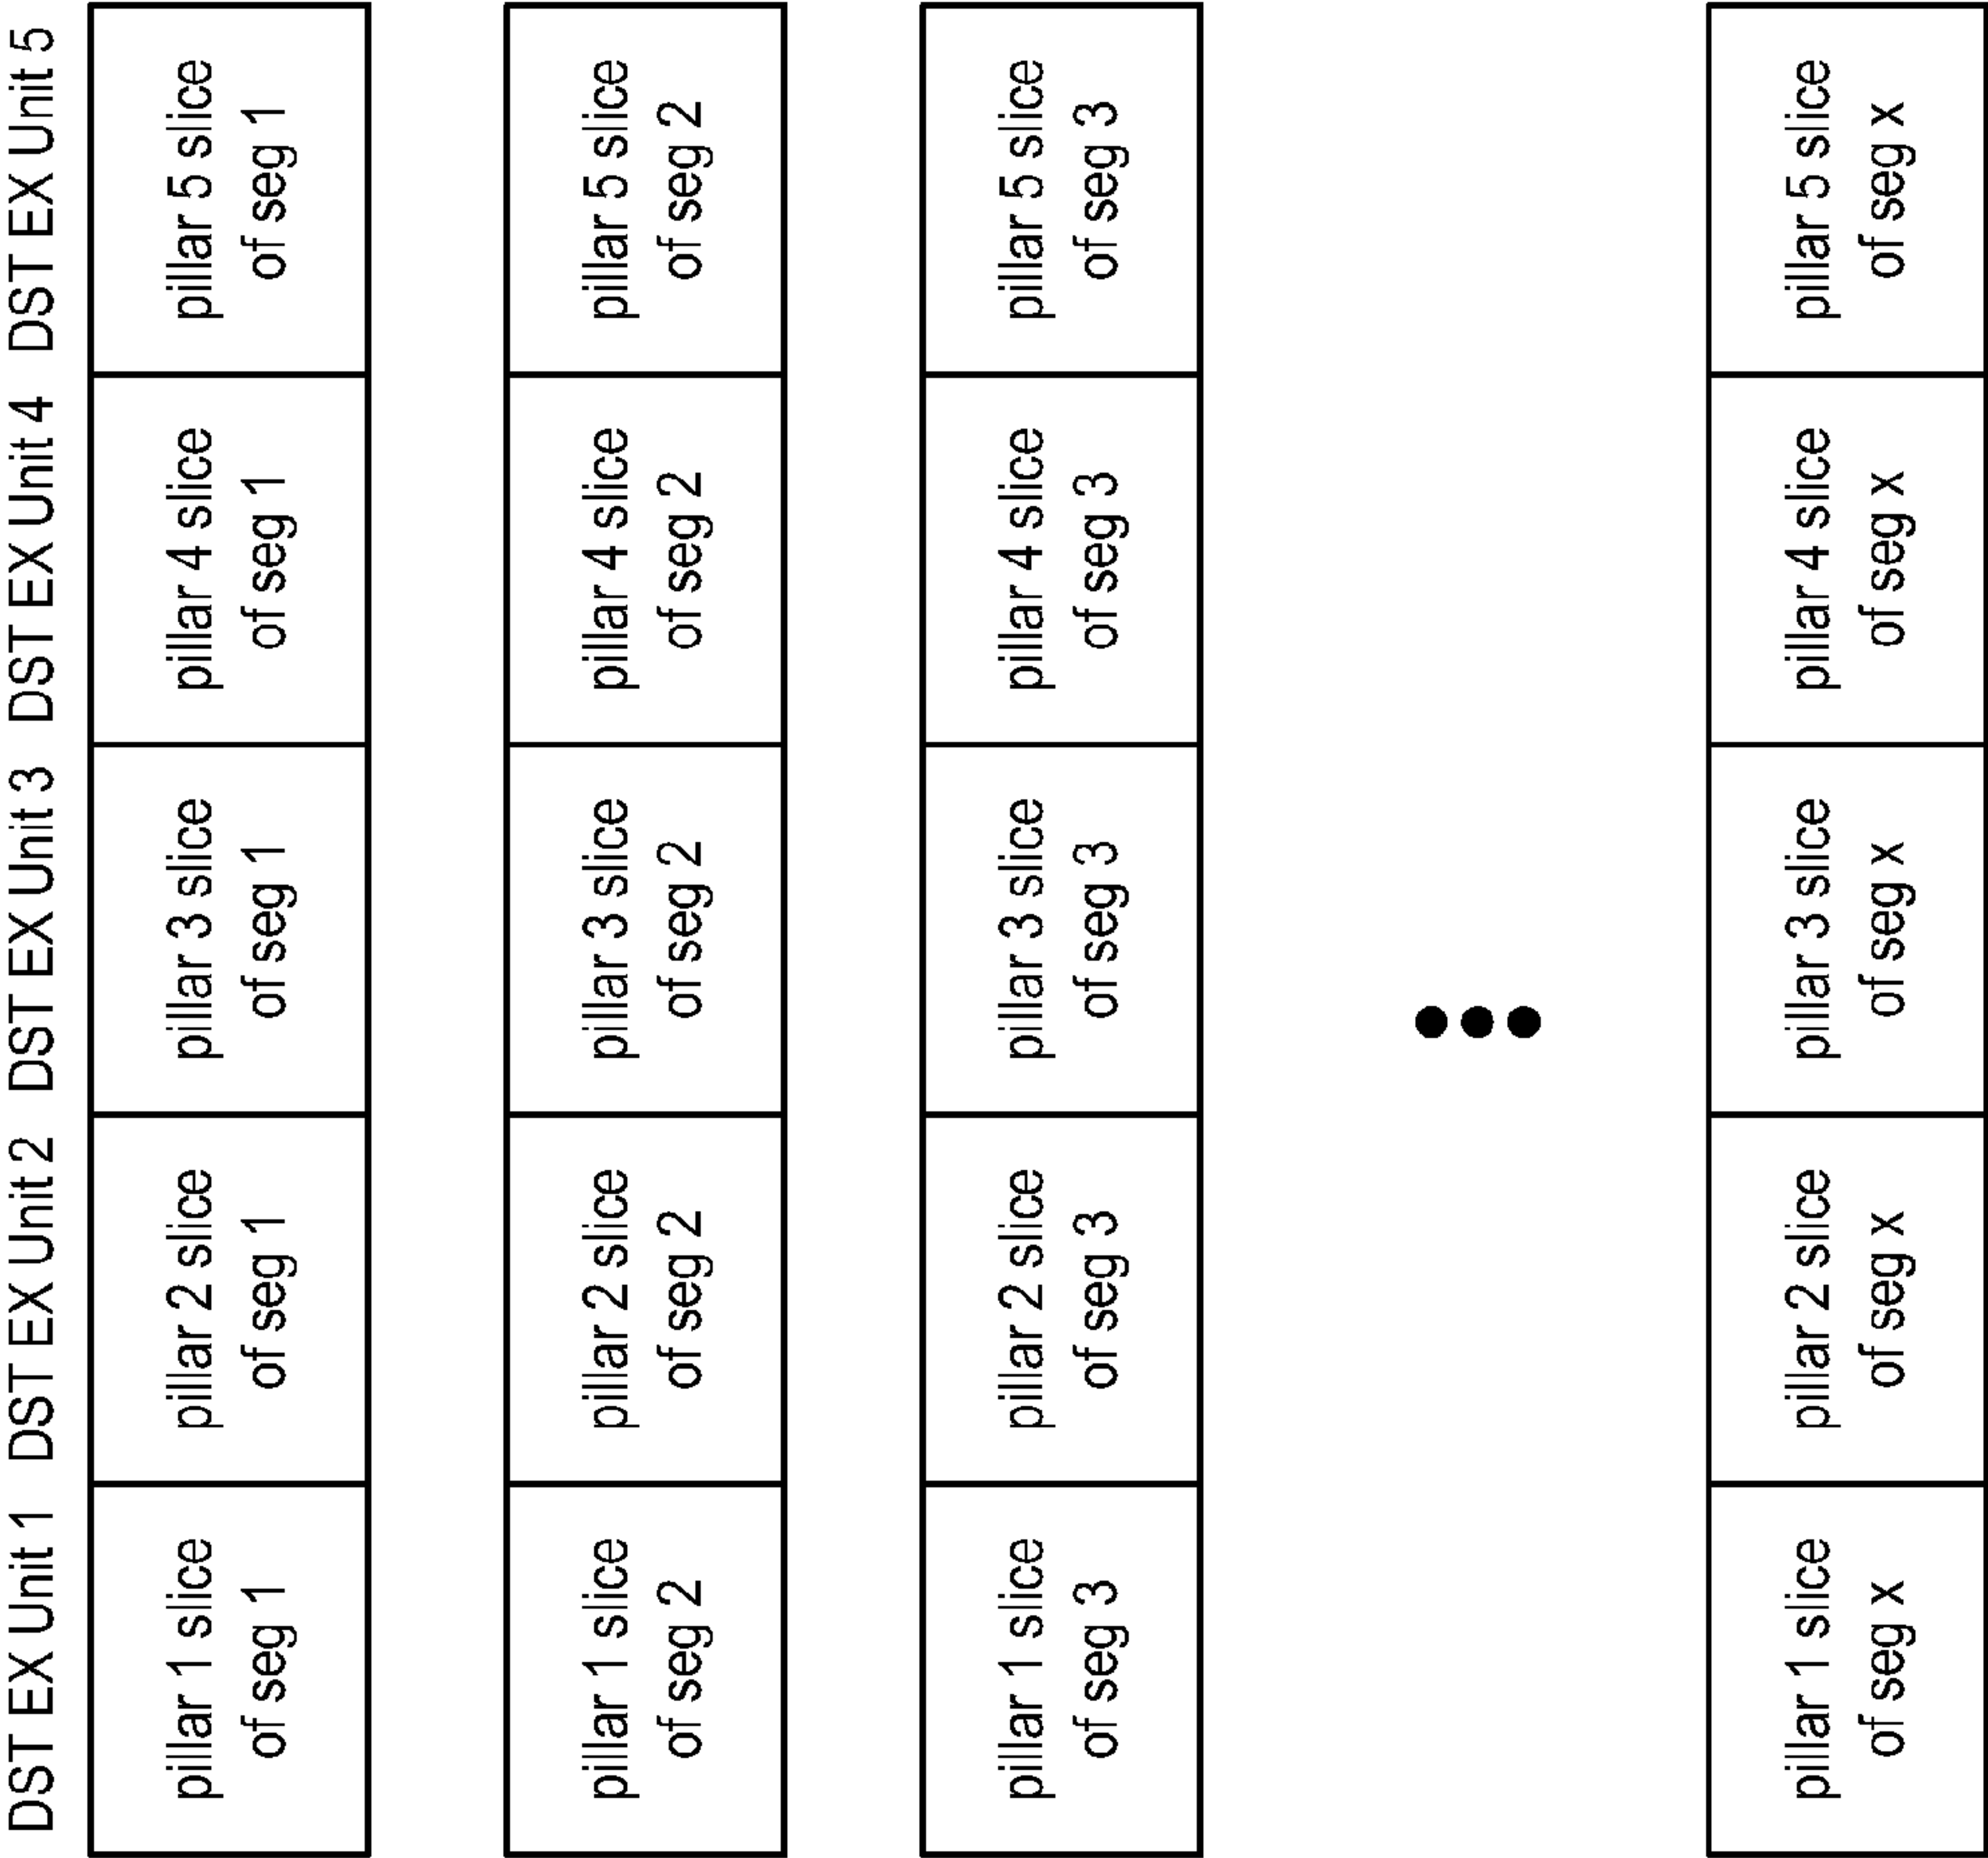 DST EX Unit 1 DST EX Unit 2 DST EX Unit 3 DST EX Unit 4 DST EX Unit 5
pillar 1 slice
of seg 1
pillar 2 slice
of seg 1
pillar 3 slice
of seg 1
pillar 4 slice
of seg 1
pillar 5 slice
of seg 1
pillar 1 slice
of seg 2
pillar 2 slice
of seg 2
pillar 3 slice
of seg 2
pillar 4 slice
of seg 2
pillar 5 slice
of seg 2
pillar 1 slice
of seg 3
pillar 2 slice
of seg 3
pillar 3 slice
of seg 3
pillar 4 slice
of seg 3
pillar 5 slice
of seg 3
pillar 1 slice
of seg x
pillar 2 slice
of seg x
pillar 3 slice
of seg x
pillar 4 slice
of seg x
pillar 5 slice
of seg x